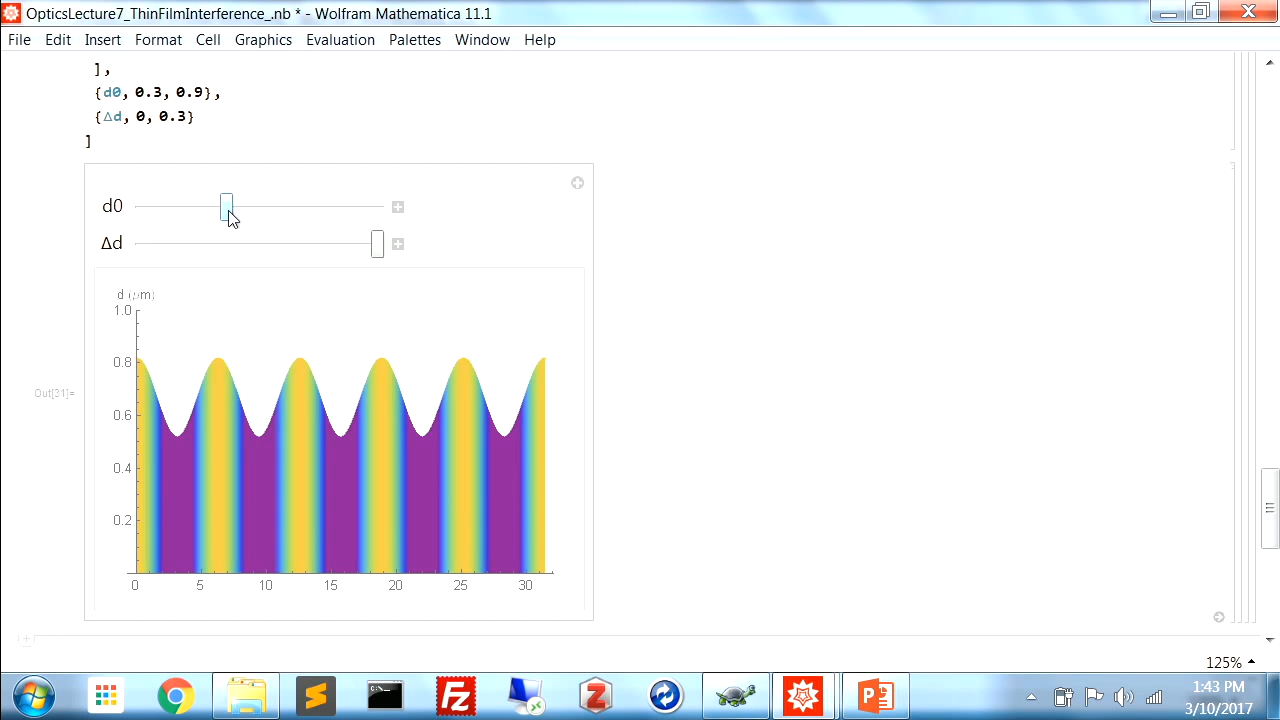 OpticsLecture7_ThinFilmInterference_.nb * - Wolfram Mathematica 11.1
File Edit Insert Format Cell Graphics Evaluation Palettes Window Help
],
{d0, 0.3, 0.9},
{Δd, 0, 0.3}
]
d0
Δd
d (μm)
1.0
0.8
0.6
0.4
0.2
0 5 10 15 20 25 30
Out[31]=
125%
1:43 PM
3/10/2017